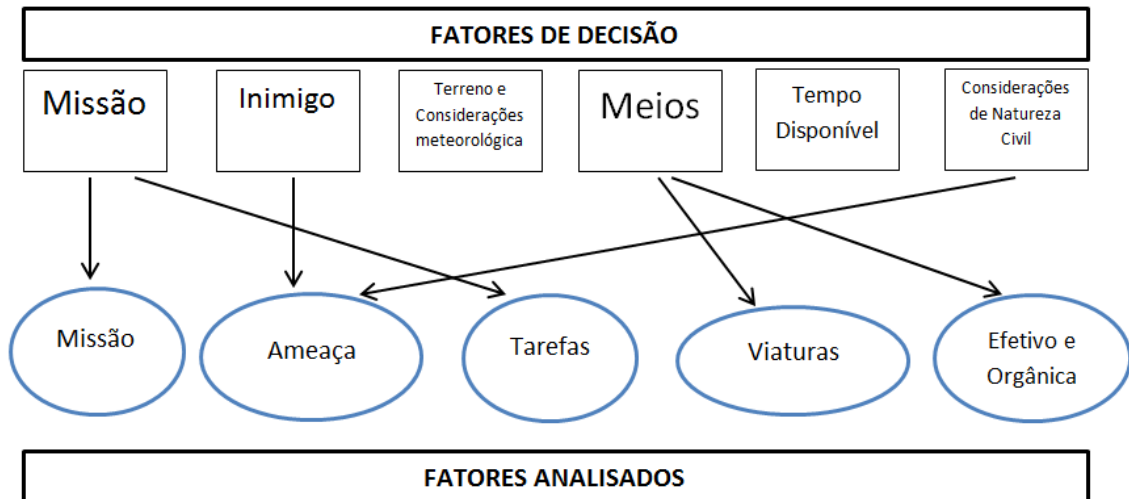 FATORES DE DECISÃO
Missão
Inimigo
Terreno e
Considerações
meteorológica
Meios
Tempo
Disponível
Considerações
de Natureza
Civil
Missão
Ameaça
Tarefas
Viaturas
Efetivo e
Orgânica
FATORES ANALISADOS